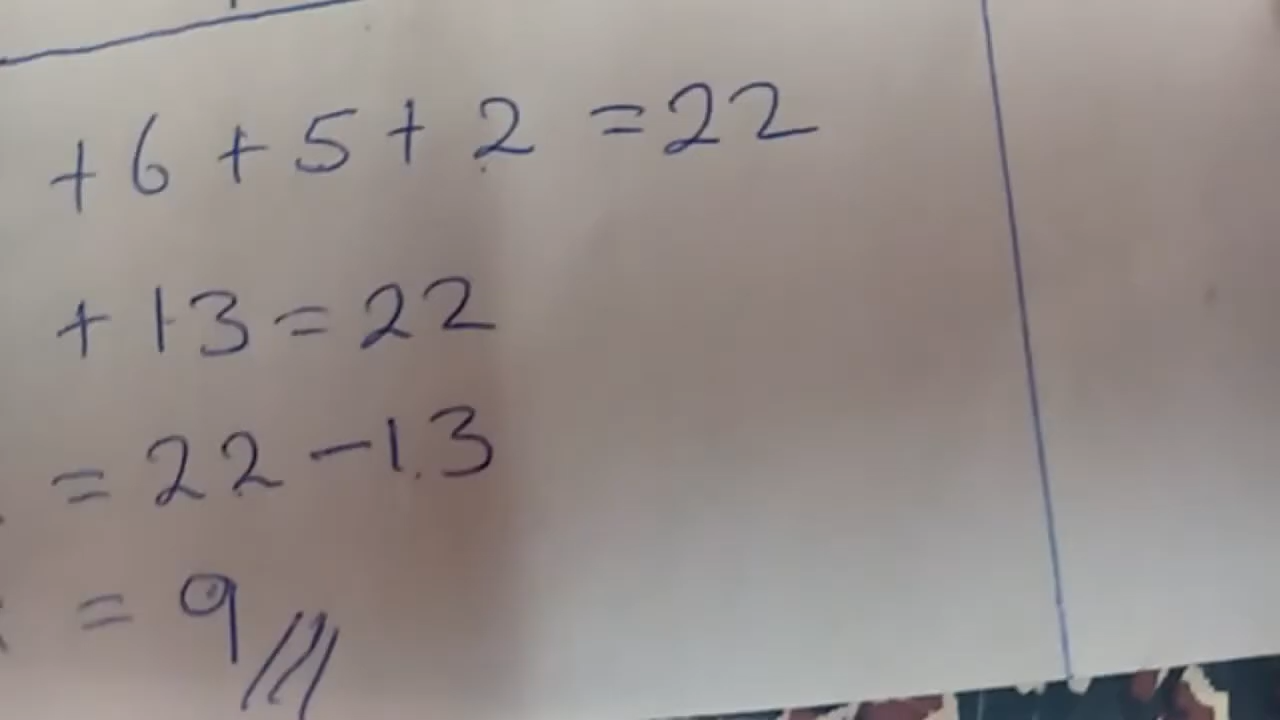 + 6 + 5 + 2 = 22
+ 13 = 22
= 22 - 13
= 9